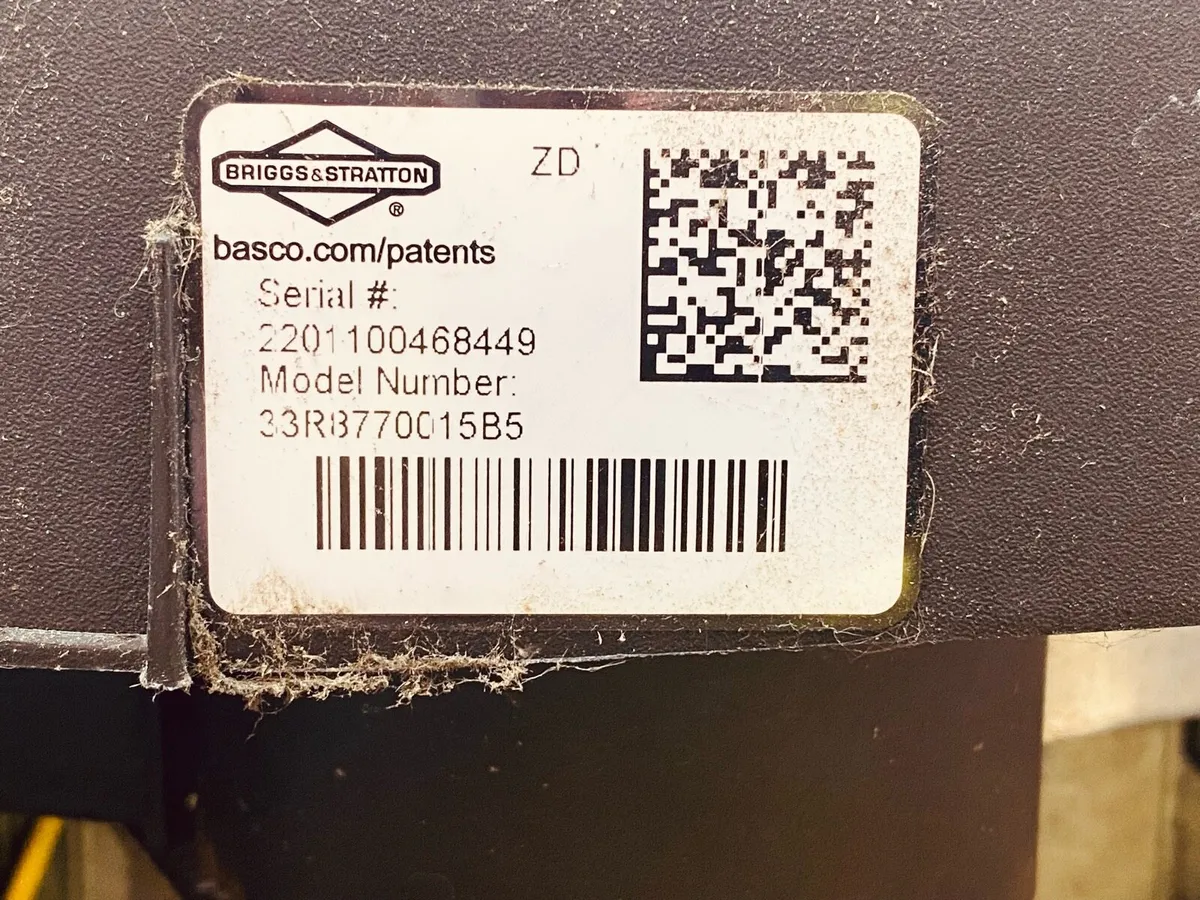 BRIGGS & STRATTON ®
ZD
basco.com/patents
Serial #:
2201100468449
Model Number:
33R8770015B5